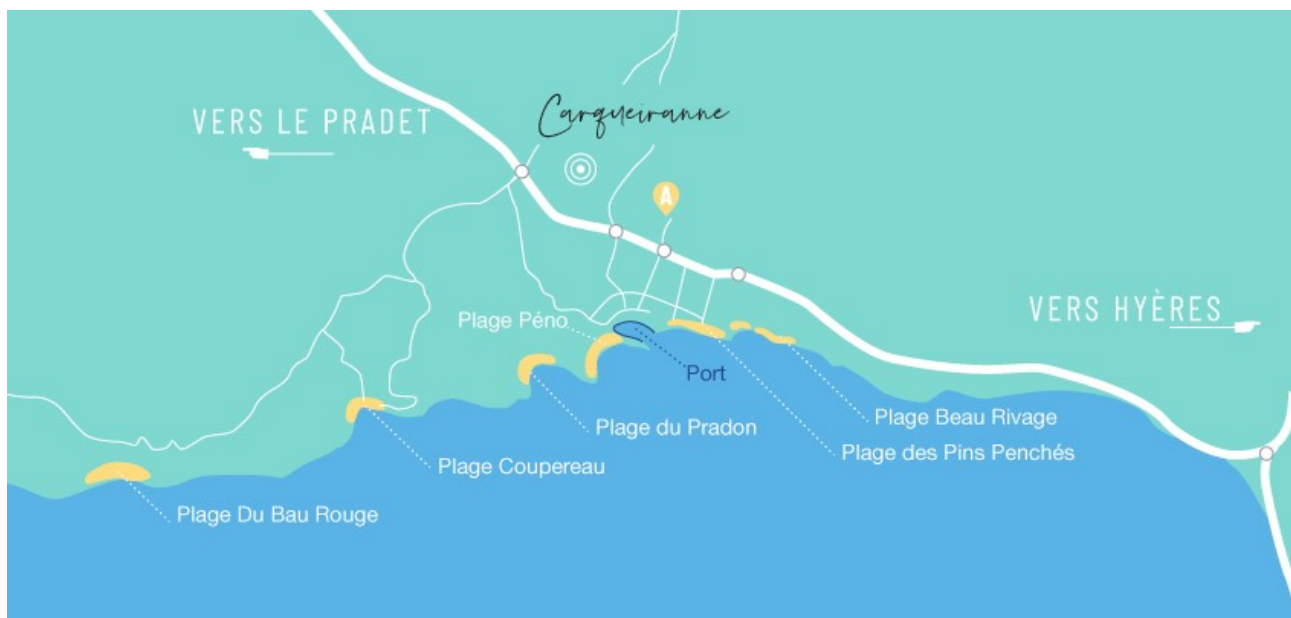 Carqueiranne
VERS LE PRADET
A
VERS HYÈRES
Plage Péno
Port
Plage Beau Rivage
Plage du Pradon
Plage des Pins Penchés
Plage Coupereau
Plage Du Bau Rouge